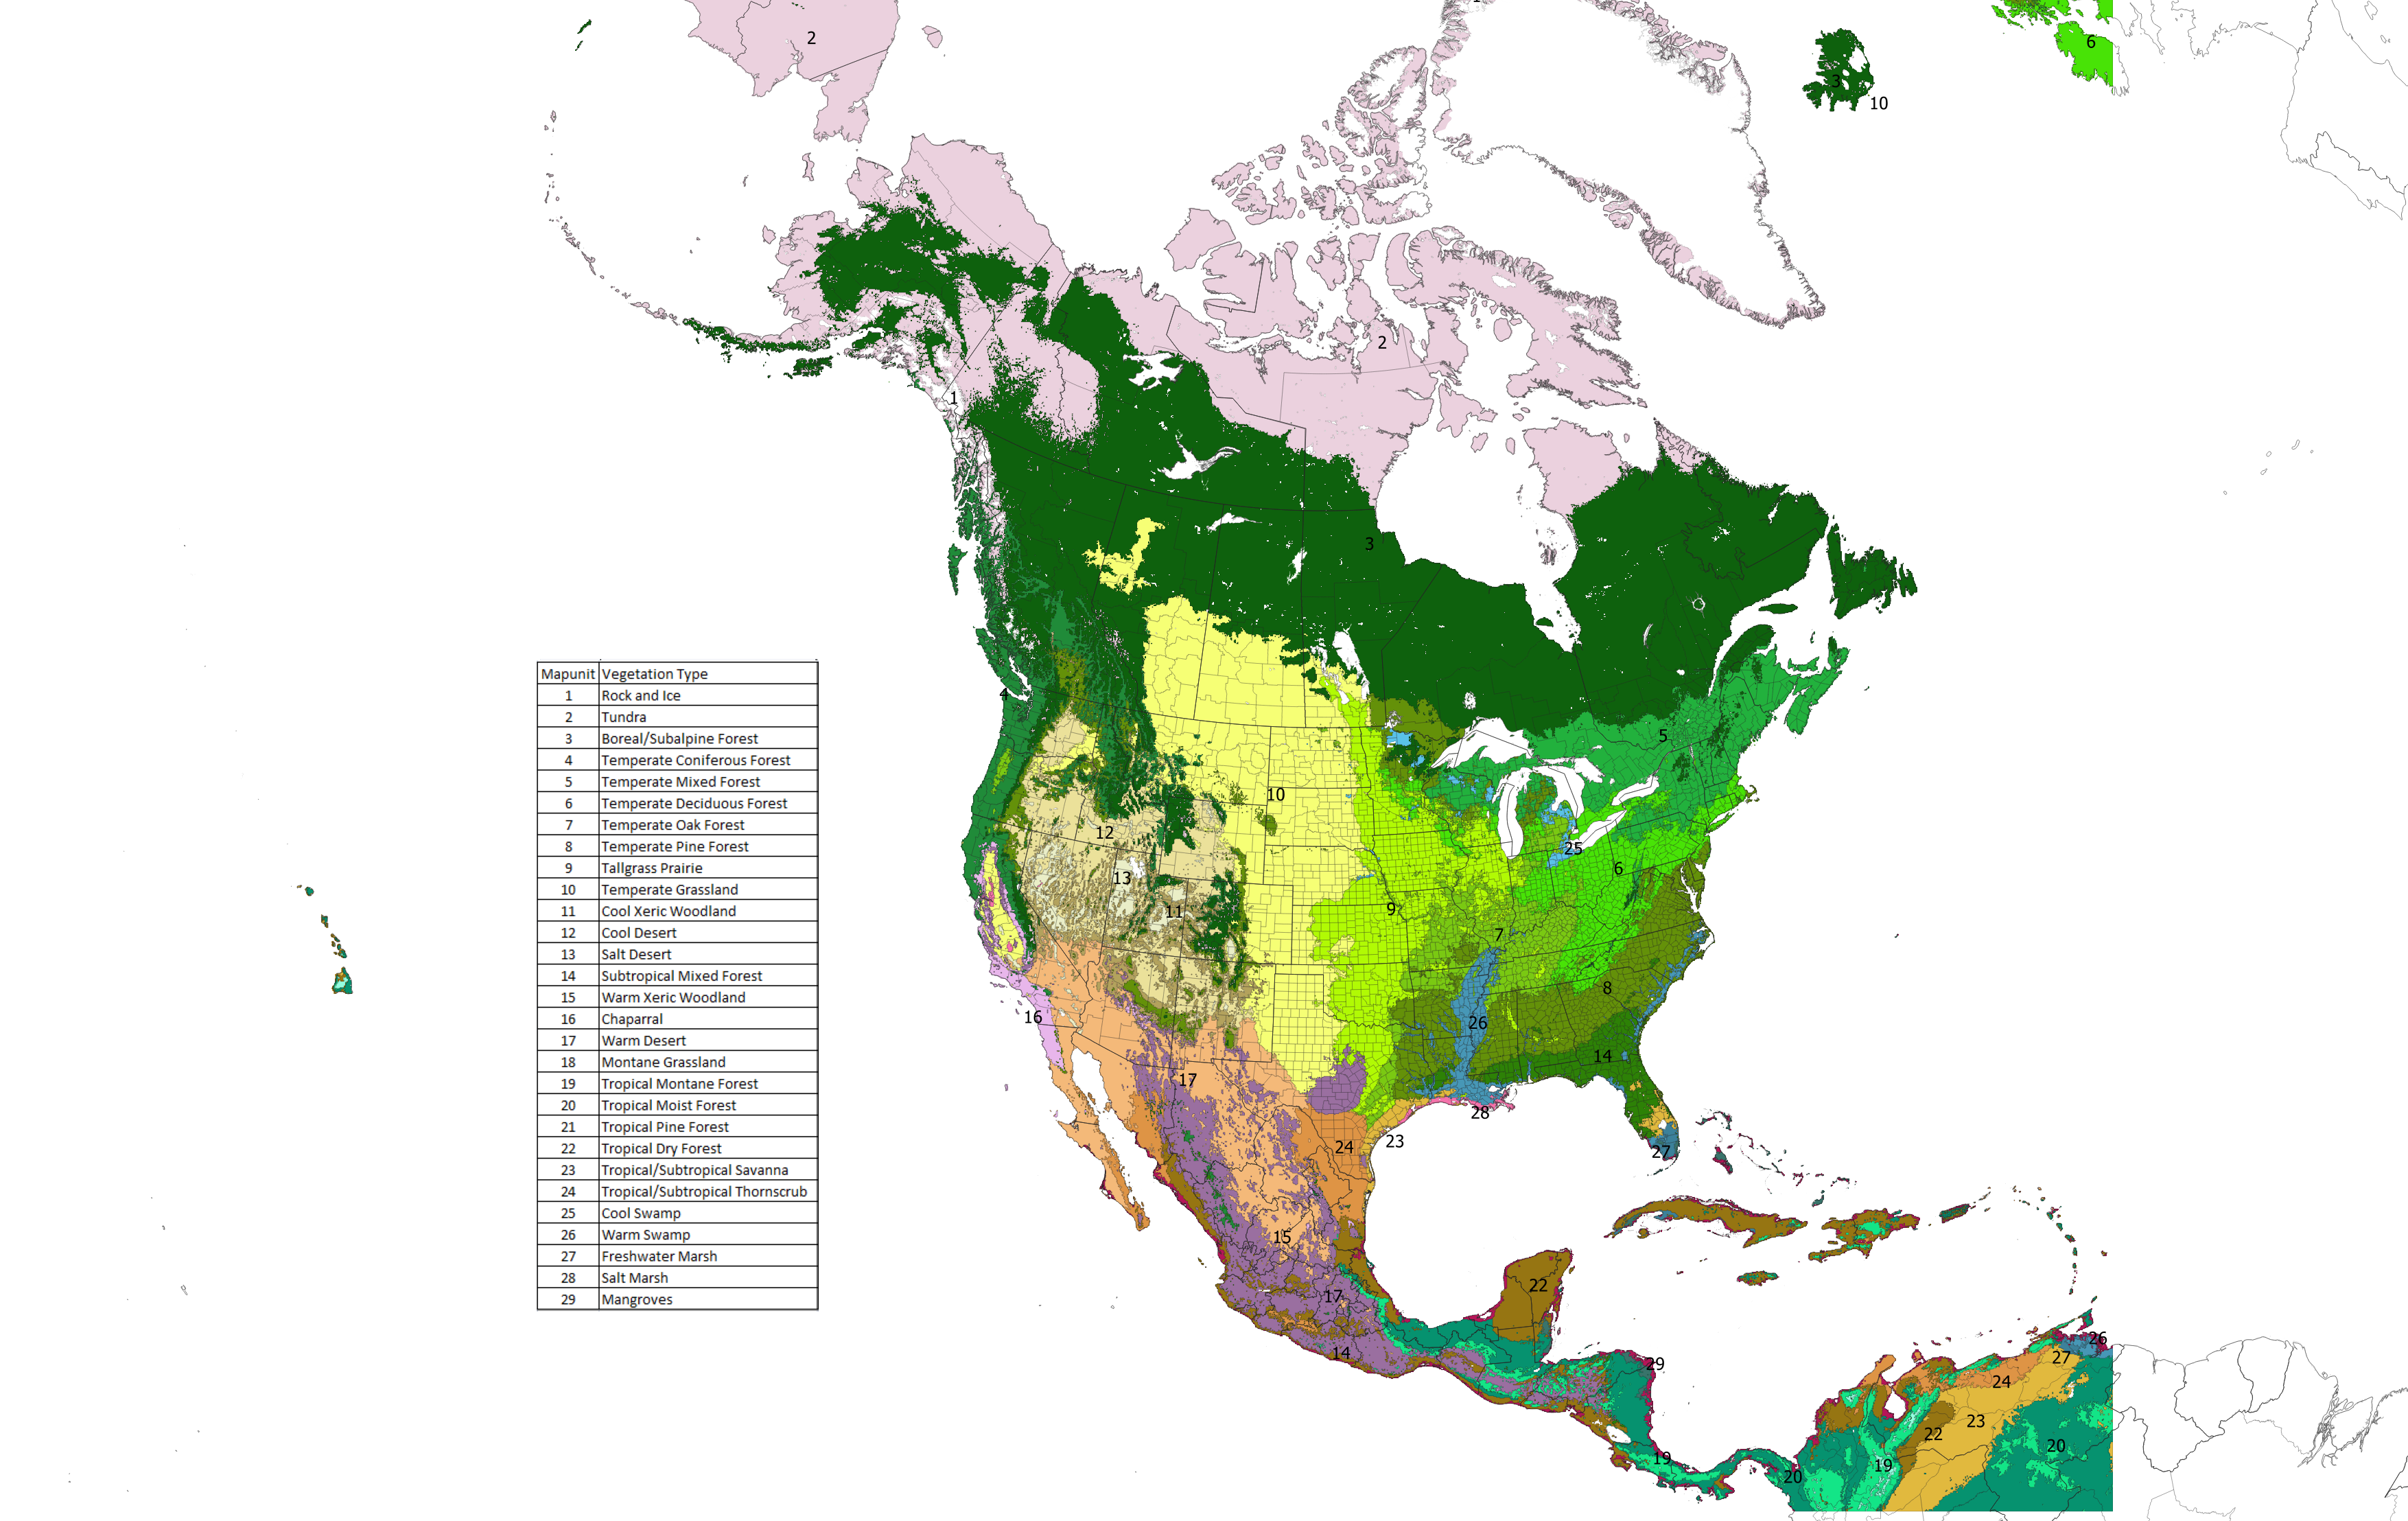 1
2
6
3
10
2
1
3
Mapunit Vegetation Type
1 Rock and Ice
2 Tundra
3 Boreal/Subalpine Forest
4 Temperate Coniferous Forest
5 Temperate Mixed Forest
6 Temperate Deciduous Forest
7 Temperate Oak Forest
8 Temperate Pine Forest
9 Tallgrass Prairie
10 Temperate Grassland
11 Cool Xeric Woodland
12 Cool Desert
13 Salt Desert
14 Subtropical Mixed Forest
15 Warm Xeric Woodland
16 Chaparral
17 Warm Desert
18 Montane Grassland
19 Tropical Montane Forest
20 Tropical Moist Forest
21 Tropical Pine Forest
22 Tropical Dry Forest
23 Tropical/Subtropical Savanna
24 Tropical/Subtropical Thornscrub
25 Cool Swamp
26 Warm Swamp
27 Freshwater Marsh
28 Salt Marsh
29 Mangroves
4
5
10
12
25
6
13
11
9
7
8
16
26
14
17
28
24
23
27
15
22
17
14
26
29
27
24
23
22
20
19
19
20